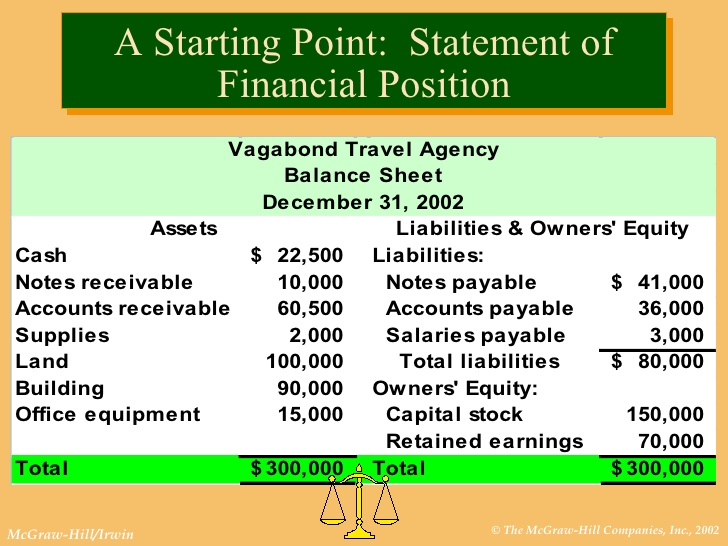 A Starting Point: Statement of
Financial Position
Vagabond Travel Agency
Balance Sheet
December 31, 2002
Assets Liabilities & Owners' Equity
Cash $ 22,500 Liabilities:
Notes receivable 10,000 Notes payable $ 41,000
Accounts receivable 60,500 Accounts payable 36,000
Supplies 2,000 Salaries payable 3,000
Land 100,000 Total liabilities $ 80,000
Building 90,000 Owners' Equity:
Office equipment 15,000 Capital stock 150,000
Retained earnings 70,000
Total $300,000 Total $300,000
McGraw-Hill/Irwin © The McGraw-Hill Companies, Inc., 2002